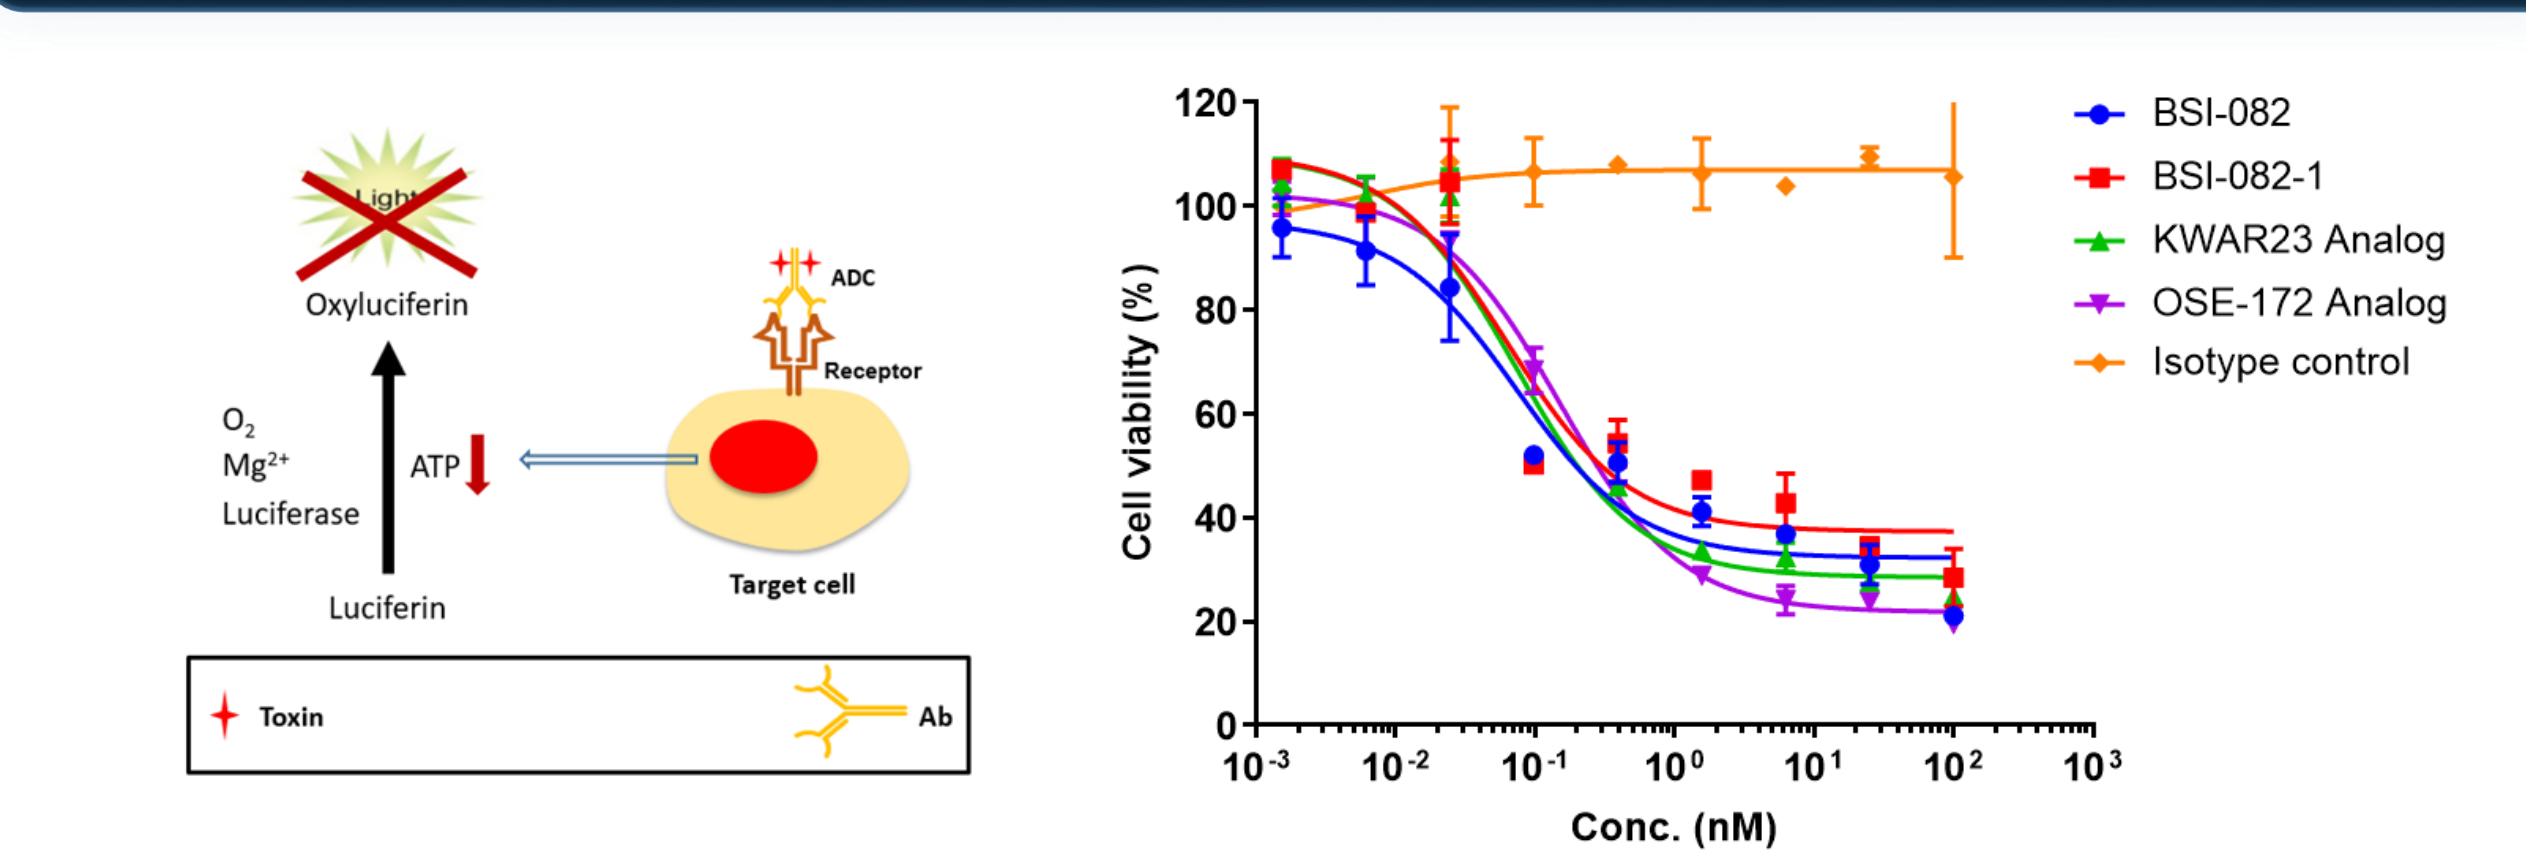 Light
Oxyluciferin
O₂
Mg²⁺
Luciferase
ATP
Luciferin
ADC
Receptor
Target cell
Toxin
Ab
Cell viability (%)
120
100
80
60
40
20
0
10⁻³ 10⁻² 10⁻¹ 10⁰ 10¹ 10² 10³
Conc. (nM)
BSI-082
BSI-082-1
KWAR23 Analog
OSE-172 Analog
Isotype control